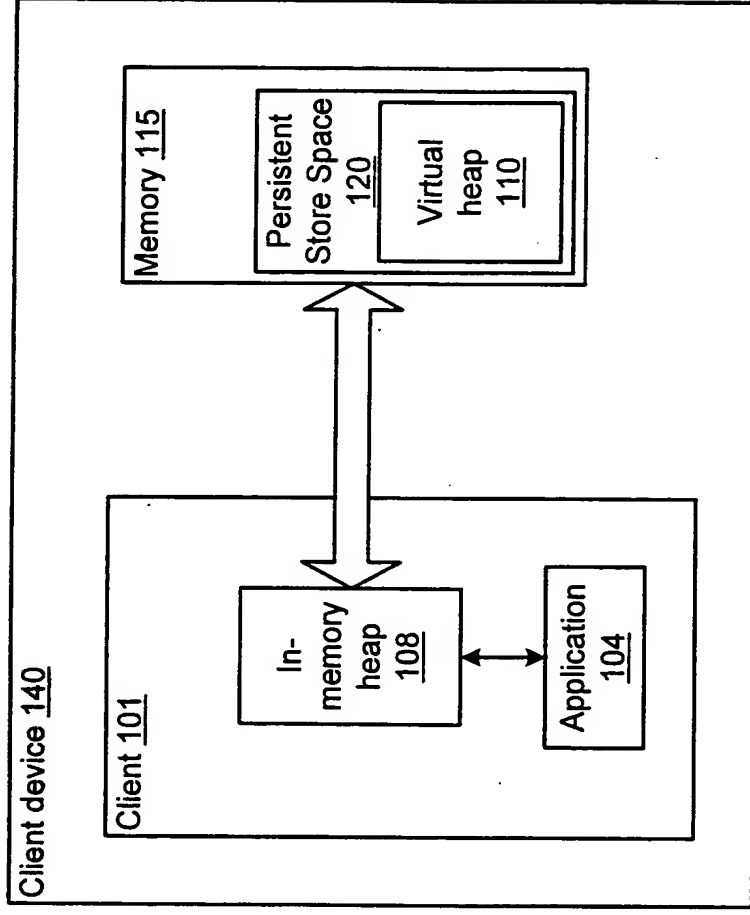 Client device 140
Client 101
In-
memory
heap
108
Application
104
Memory 115
Persistent
Store Space
120
Virtual
heap
110